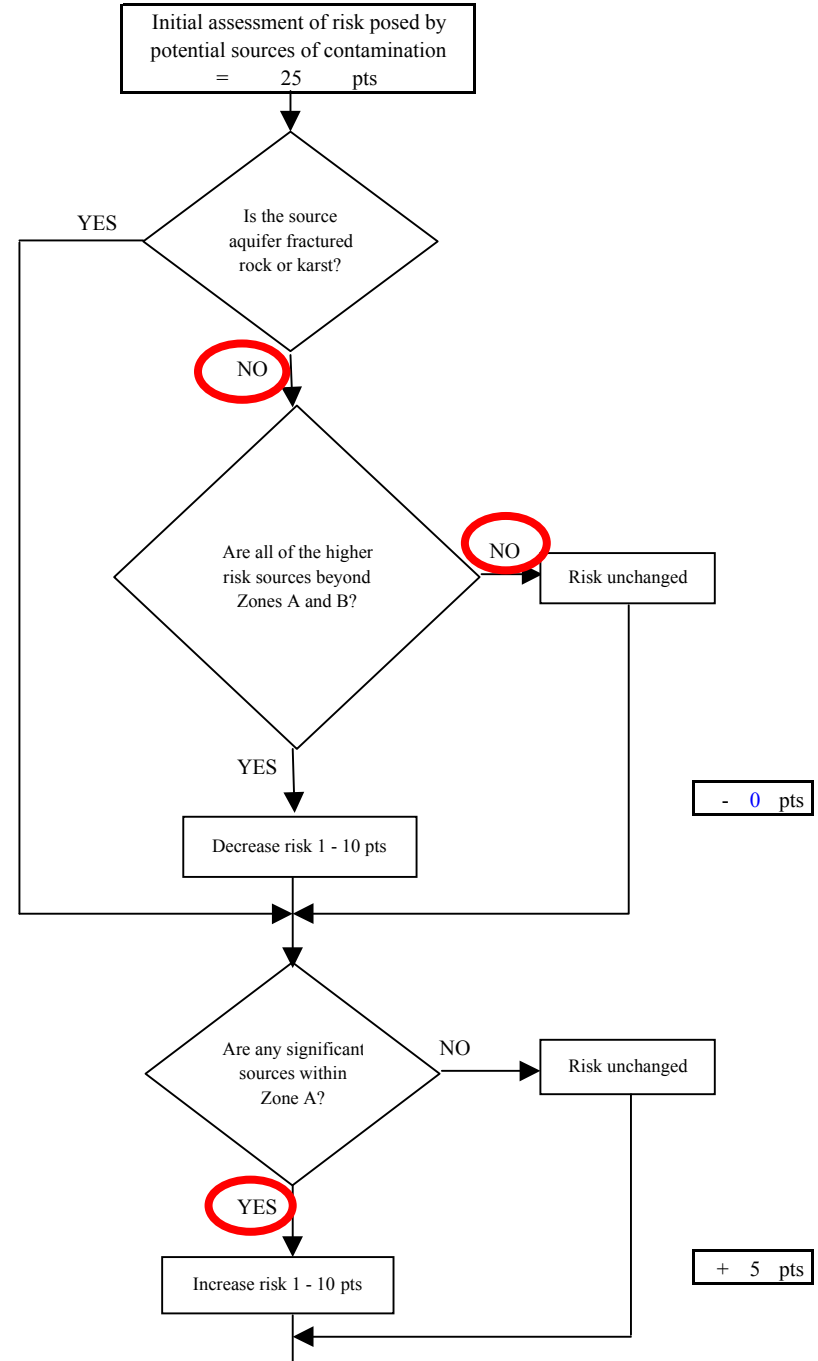 Initial assessment of risk posed by
potential sources of contamination
= 25 pts
Is the source
aquifer fractured
rock or karst?
YES
NO
Are all of the higher
risk sources beyond
Zones A and B?
NO
Risk unchanged
YES
- 0 pts
Decrease risk 1 - 10 pts
Are any significant
sources within
Zone A?
NO
Risk unchanged
YES
+ 5 pts
Increase risk 1 - 10 pts